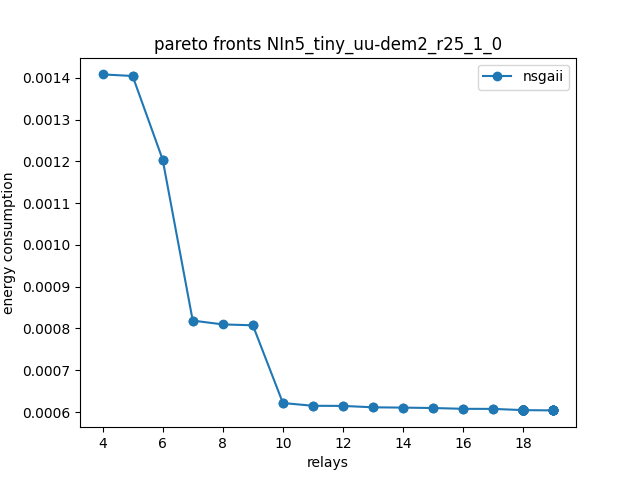 pareto fronts NIn5_tiny_uu-dem2_r25_1_0
nsgaii
energy consumption
0.0014
0.0013
0.0012
0.0011
0.0010
0.0009
0.0008
0.0007
0.0006
4 6 8 10 12 14 16 18
relays